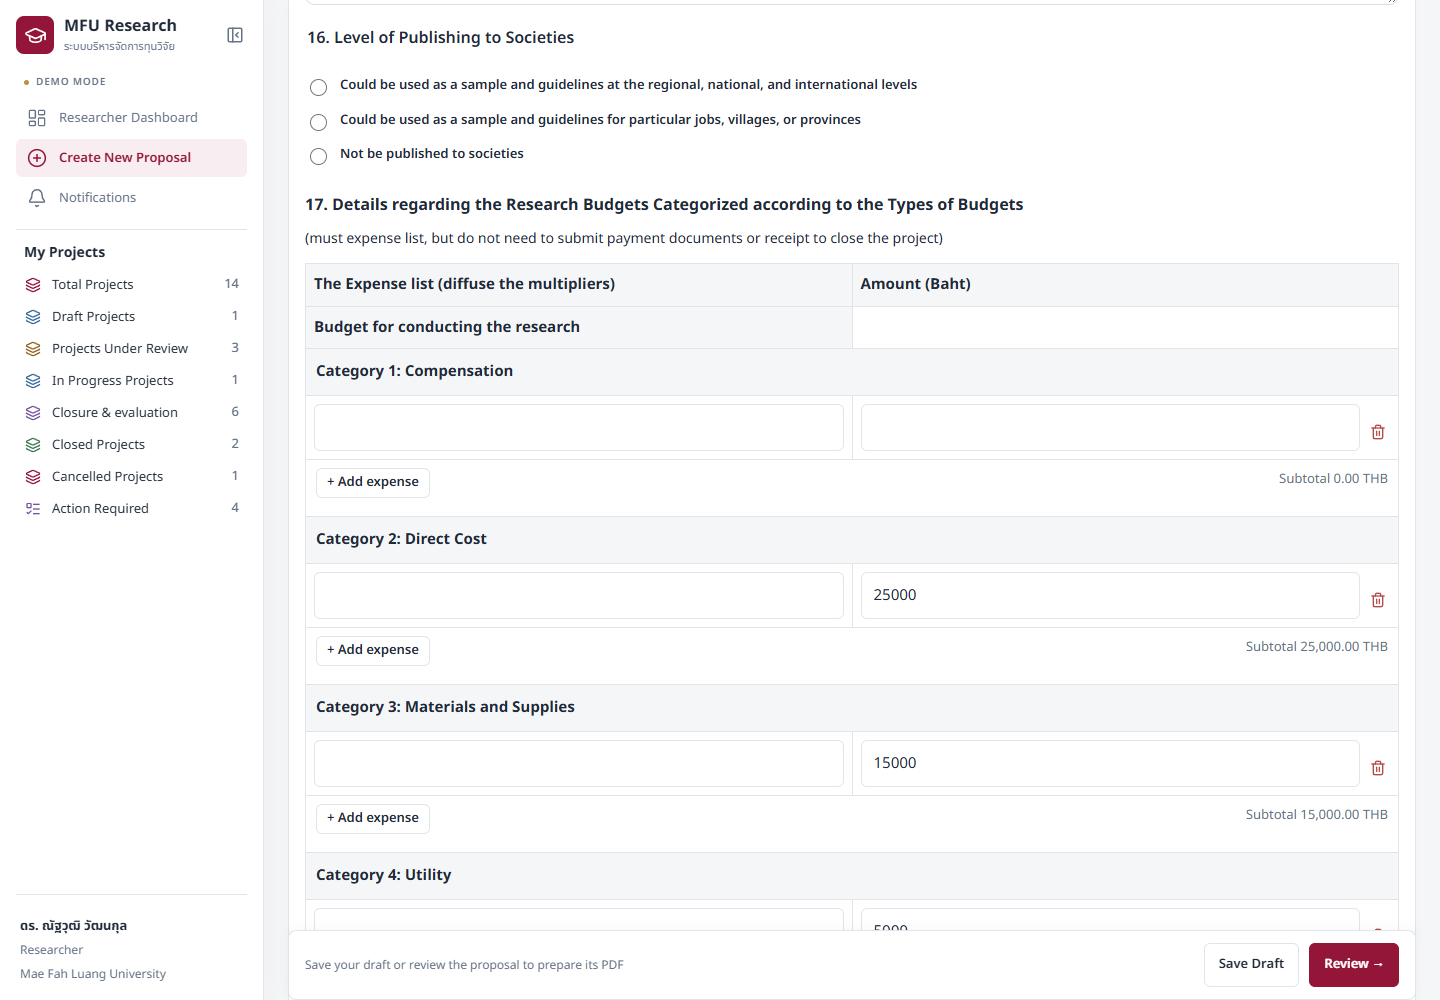 MFU Research
ระบบบริหารจัดการทุนวิจัย
DEMO MODE
Researcher Dashboard
Create New Proposal
Notifications
My Projects
Total Projects 14
Draft Projects 1
Projects Under Review 3
In Progress Projects 1
Closure & evaluation 6
Closed Projects 2
Cancelled Projects 1
Action Required 4
ดร. ณัฐวุฒิ วัฒนกุล
Researcher
Mae Fah Luang University
16. Level of Publishing to Societies
Could be used as a sample and guidelines at the regional, national, and international levels
Could be used as a sample and guidelines for particular jobs, villages, or provinces
Not be published to societies
17. Details regarding the Research Budgets Categorized according to the Types of Budgets
(must expense list, but do not need to submit payment documents or receipt to close the project)
The Expense list (diffuse the multipliers) Amount (Baht)
Budget for conducting the research
Category 1: Compensation
+ Add expense Subtotal 0.00 THB
Category 2: Direct Cost
25000
+ Add expense Subtotal 25,000.00 THB
Category 3: Materials and Supplies
15000
+ Add expense Subtotal 15,000.00 THB
Category 4: Utility
5000
Save your draft or review the proposal to prepare its PDF
Save Draft
Review →